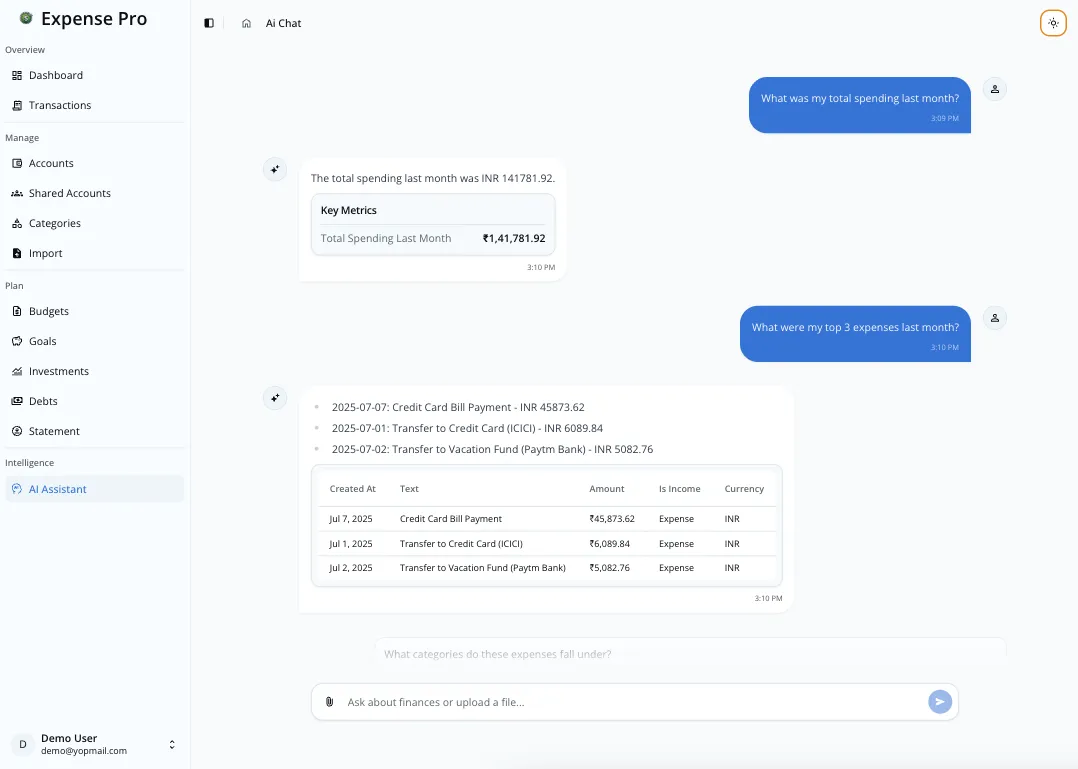 Expense Pro
Overview
Dashboard
Transactions
Manage
Accounts
Shared Accounts
Categories
Import
Plan
Budgets
Goals
Investments
Debts
Statement
Intelligence
AI Assistant
D
Demo User
demo@yopmail.com
Ai Chat
What was my total spending last month?
3:09 PM
The total spending last month was INR 141781.92.
Key Metrics
Total Spending Last Month ₹1,41,781.92
3:10 PM
What were my top 3 expenses last month?
3:10 PM
2025-07-07: Credit Card Bill Payment - INR 45873.62
2025-07-01: Transfer to Credit Card (ICICI) - INR 6089.84
2025-07-02: Transfer to Vacation Fund (Paytm Bank) - INR 5082.76
Created At Text Amount Is Income Currency
Jul 7, 2025 Credit Card Bill Payment ₹45,873.62 Expense INR
Jul 1, 2025 Transfer to Credit Card (ICICI) ₹6,089.84 Expense INR
Jul 2, 2025 Transfer to Vacation Fund (Paytm Bank) ₹5,082.76 Expense INR
3:10 PM
What categories do these expenses fall under?
Ask about finances or upload a file...